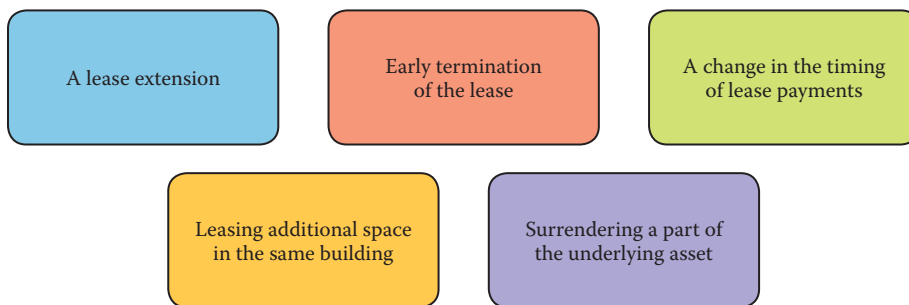 A lease extension
Early termination
of the lease
A change in the timing
of lease payments
Leasing additional space
in the same building
Surrendering a part of
the underlying asset